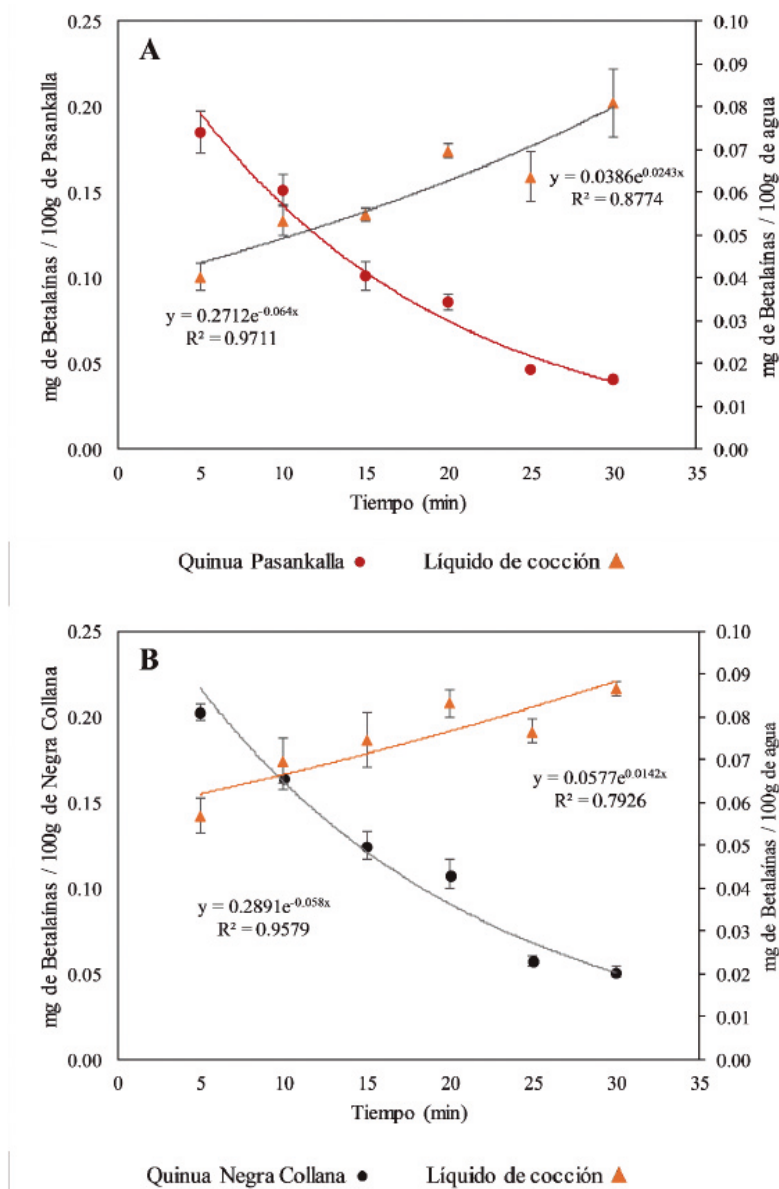 A
mg de Betalaínas / 100g de Pasankalla
0.25
0.20
0.15
0.10
0.05
0.00
0.10
0.09
0.08
0.07
0.06
0.05
0.04
0.03
0.02
0.01
0.00
mg de Betalaínas / 100g de agua
y = 0.0386e^0.0243x
R² = 0.8774
y = 0.2712e^-0.064x
R² = 0.9711
0 5 10 15 20 25 30 35
Tiempo (min)
Quinua Pasankalla Líquido de cocción
B
mg de Betalaínas / 100g de Negra Collana
0.25
0.20
0.15
0.10
0.05
0.00
0.10
0.09
0.08
0.07
0.06
0.05
0.04
0.03
0.02
0.01
0.00
mg de Betalaínas / 100g de agua
y = 0.0577e^0.0142x
R² = 0.7926
y = 0.2891e^-0.058x
R² = 0.9579
0 5 10 15 20 25 30 35
Tiempo (min)
Quinua Negra Collana Líquido de cocción